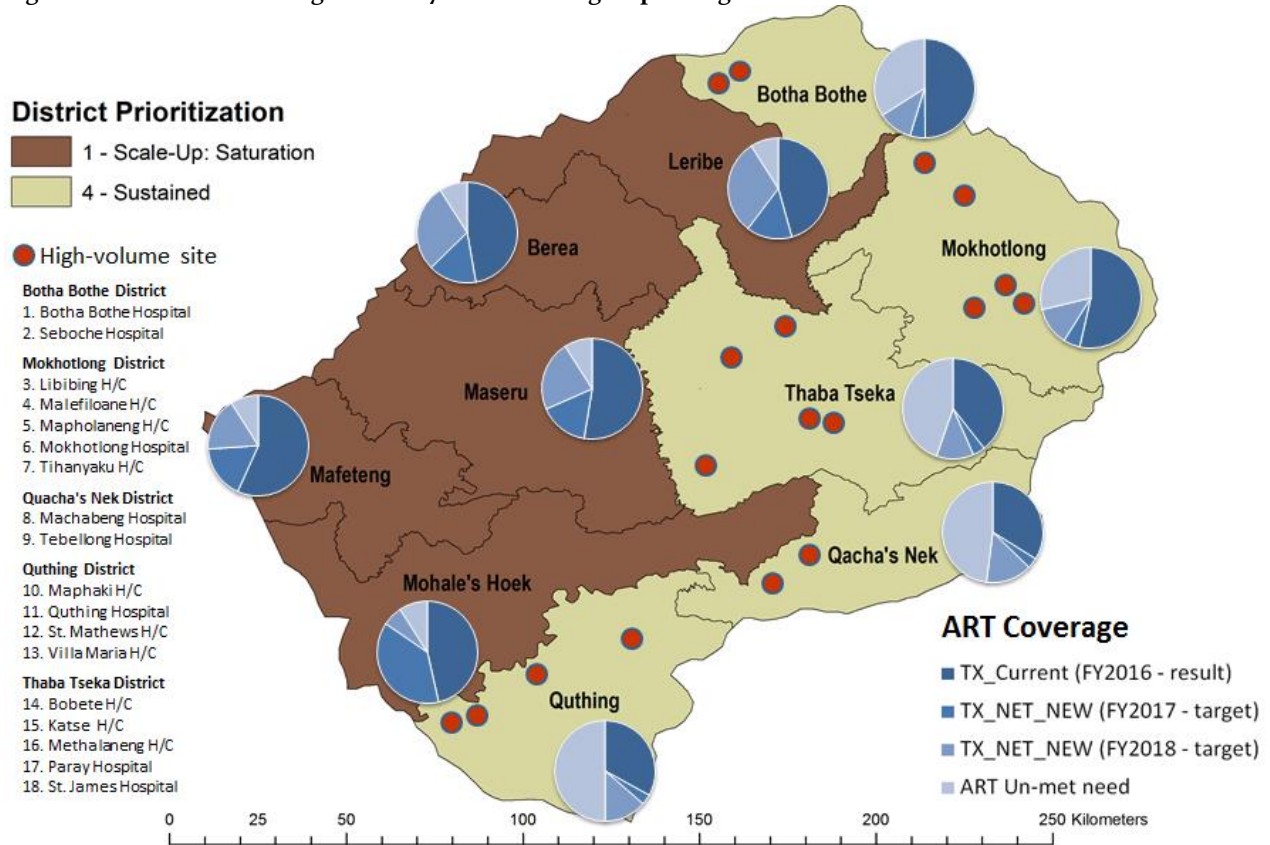 District Prioritization
1 - Scale-Up: Saturation
4 - Sustained
High-volume site
Botha Bothe District
1. Botha Bothe Hospital
2. Seboche Hospital
Mokhotlong District
3. Libibing H/C
4. Malefiloane H/C
5. Mapholaneng H/C
6. Mokhotlong Hospital
7. Tihanyaku H/C
Quacha's Nek District
8. Machabeng Hospital
9. Tebellong Hospital
Quthing District
10. Maphaki H/C
11. Quthing Hospital
12. St. Mathews H/C
13. Villa Maria H/C
Thaba Tseka District
14. Bobete H/C
15. Katse H/C
16. Methalaneng H/C
17. Paray Hospital
18. St. James Hospital
Botha Bothe
Leribe
Berea
Mokhotlong
Maseru
Thaba Tseka
Mafeteng
Qacha's Nek
Mohale's Hoek
Quthing
ART Coverage
TX_Current (FY2016 - result)
TX_NET_NEW (FY2017 - target)
TX_NET_NEW (FY2018 - target)
ART Un-met need
0 25 50 100 150 200 250 Kilometers